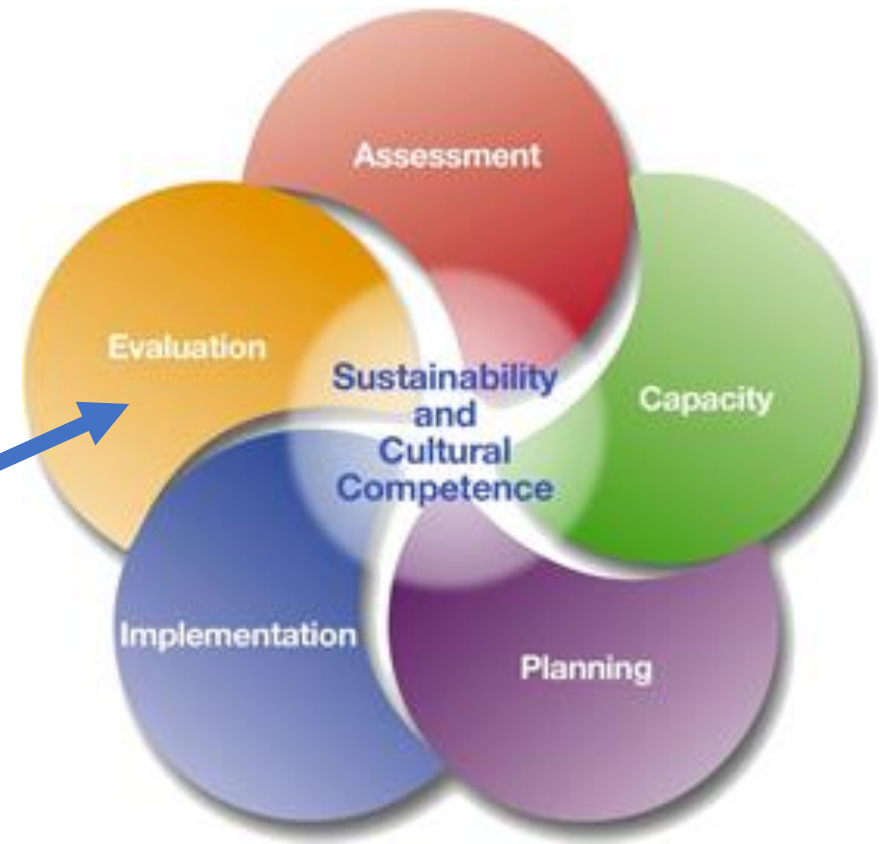 Assessment
Evaluation
Capacity
Sustainability
and
Cultural
Competence
Implementation
Planning